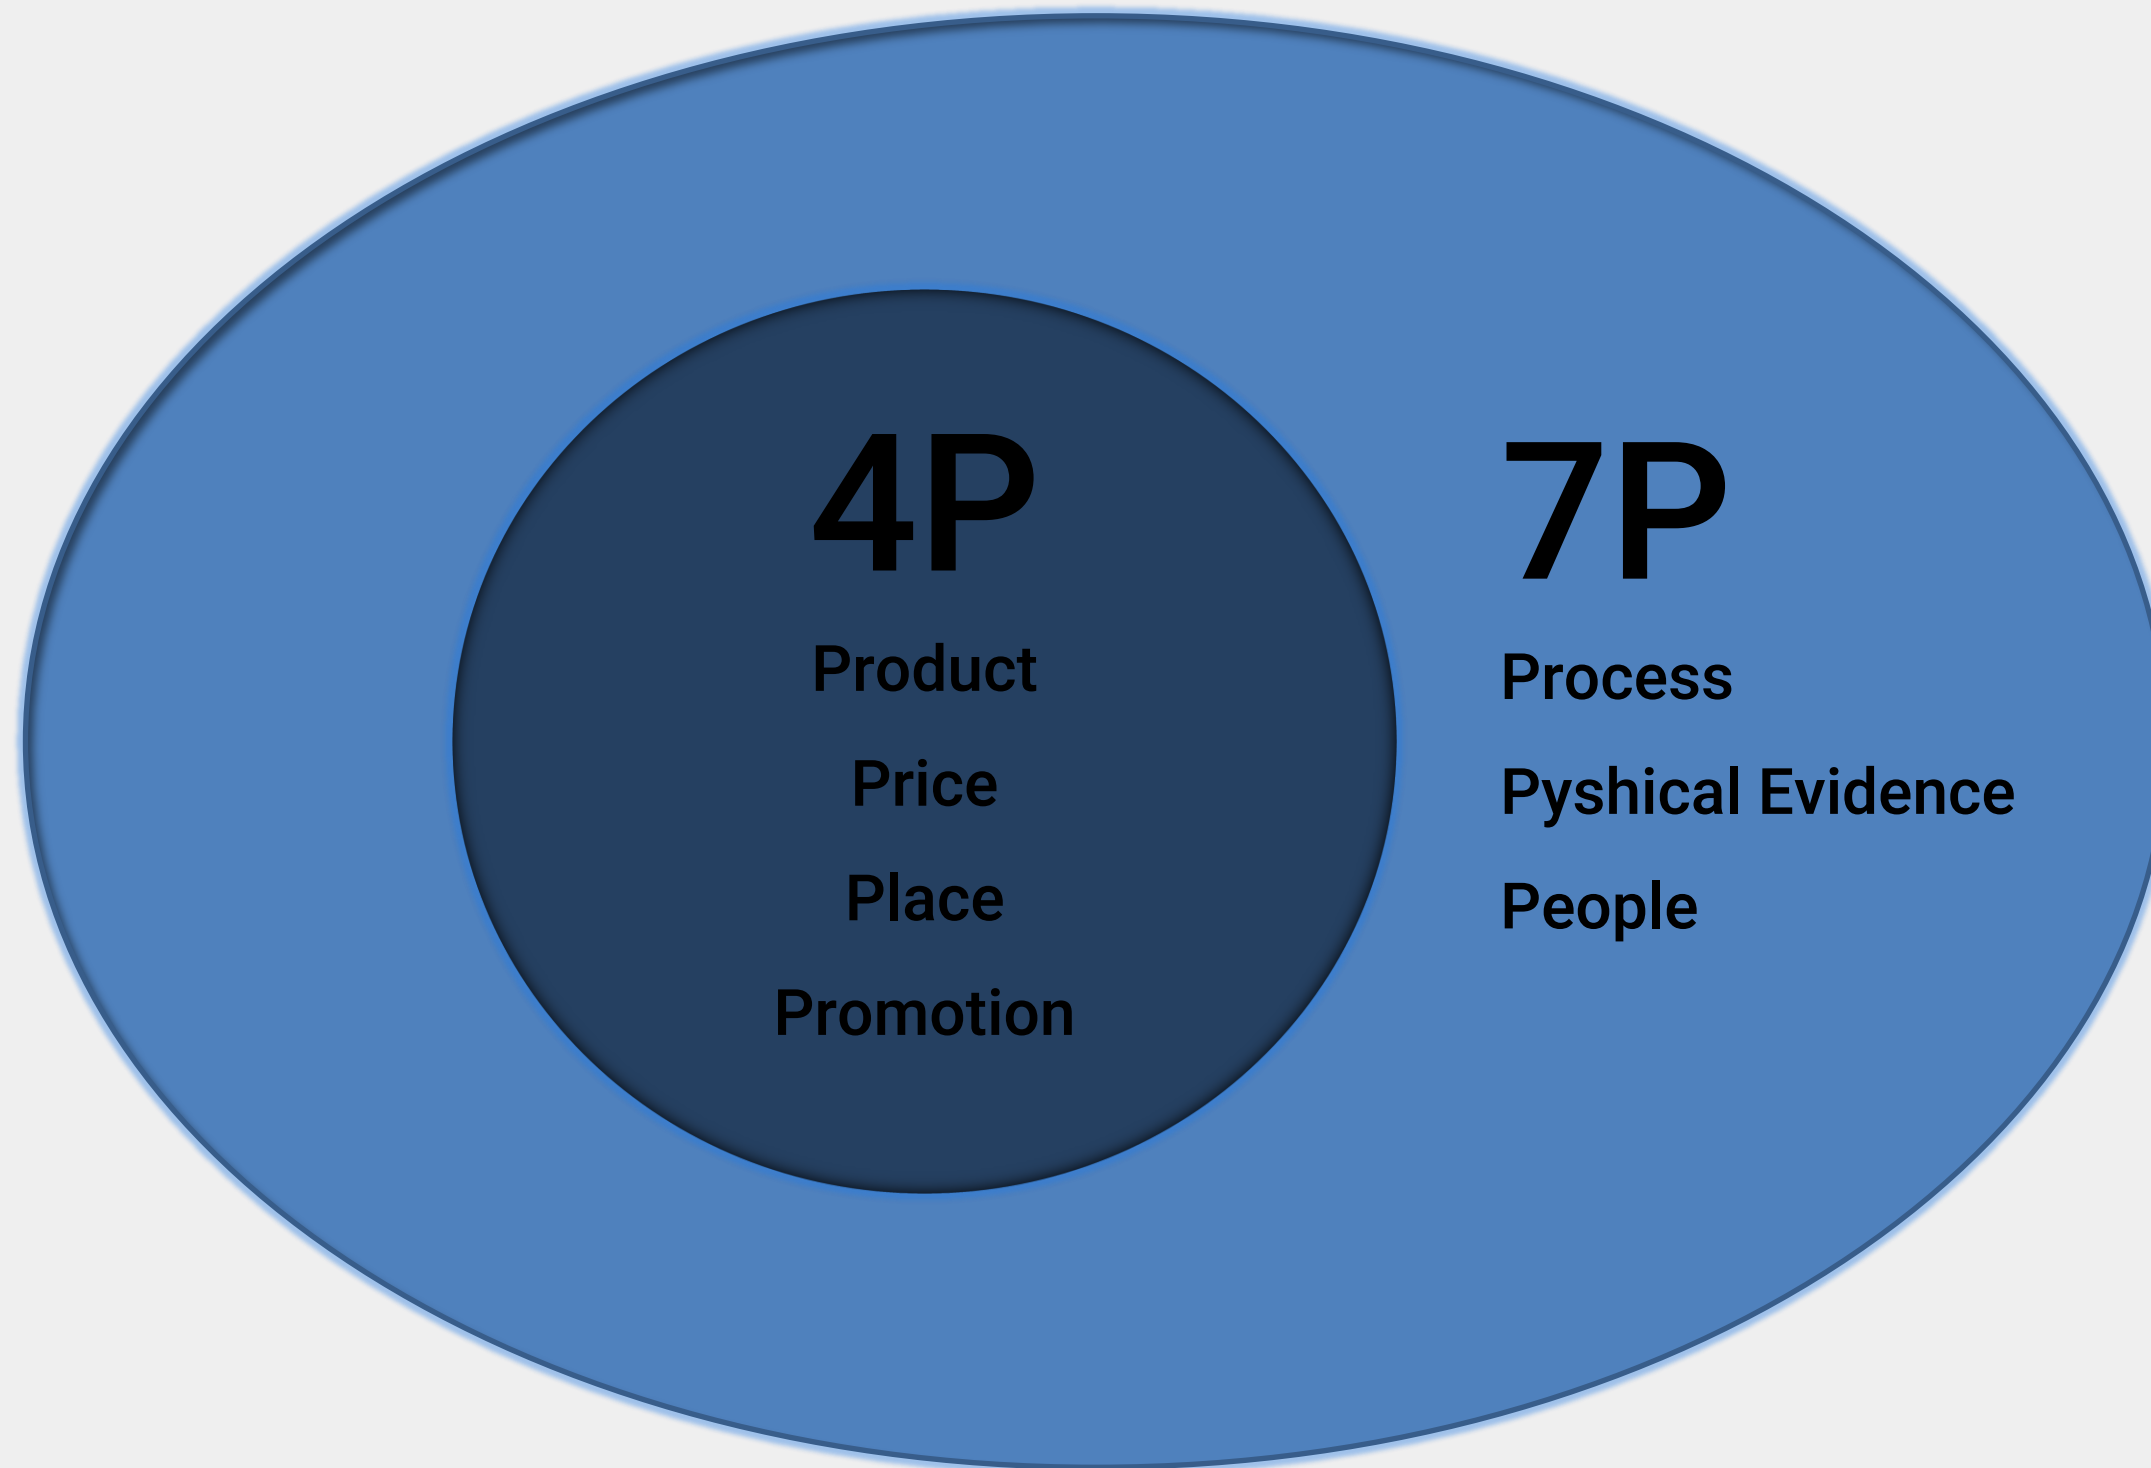 4P
Product
Price
Place
Promotion
7P
Process
Pyshical Evidence
People